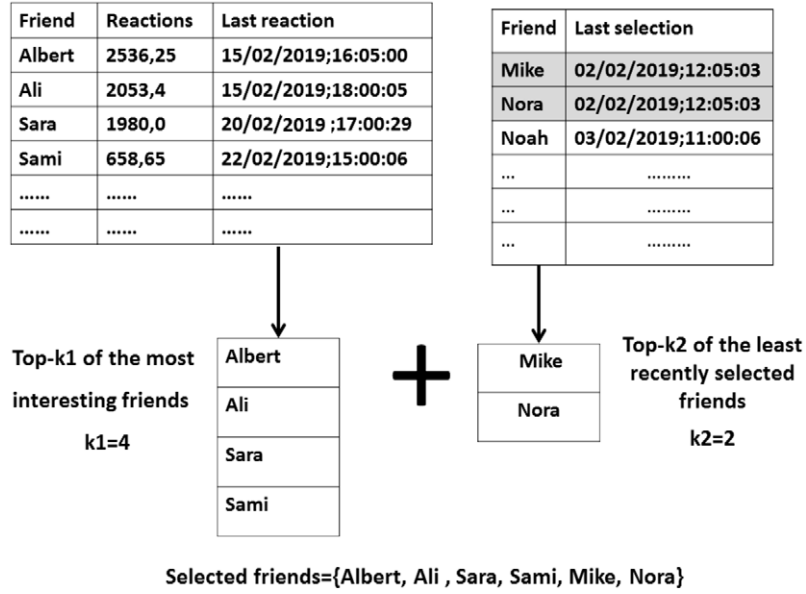 Friend Reactions Last reaction
Albert 2536,25 15/02/2019;16:05:00
Ali 2053,4 15/02/2019;18:00:05
Sara 1980,0 20/02/2019 ;17:00:29
Sami 658,65 22/02/2019;15:00:06
...... ...... ......
...... ...... ......
Friend Last selection
Mike 02/02/2019;12:05:03
Nora 02/02/2019;12:05:03
Noah 03/02/2019;11:00:06
... .........
... .........
... .........
Top-k1 of the most
interesting friends
k1=4
Albert
Ali
Sara
Sami
+
Mike
Nora
Top-k2 of the least
recently selected
friends
k2=2
Selected friends={Albert, Ali , Sara, Sami, Mike, Nora}